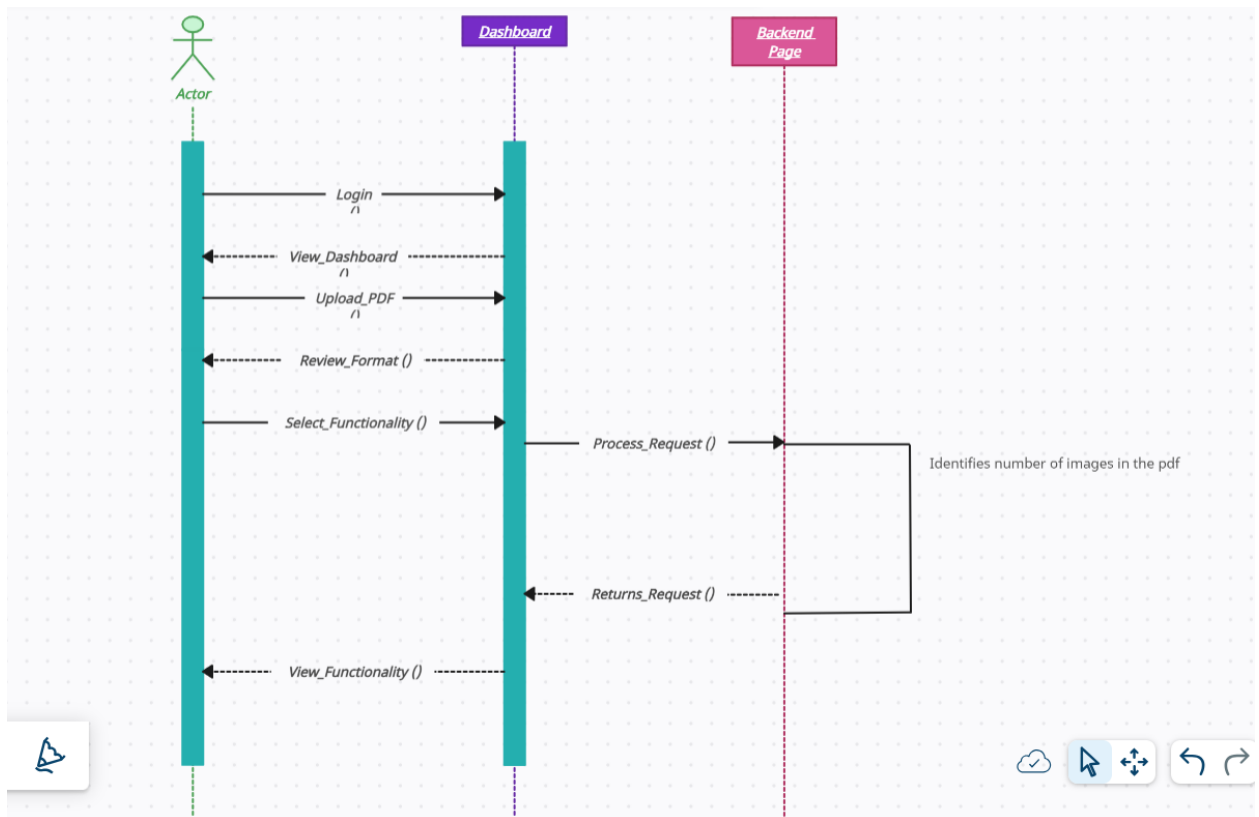 Dashboard
Backend
Page
Actor
Login
()
View_Dashboard
()
Upload_PDF
()
Review_Format ()
Select_Functionality ()
Process_Request ()
Identifies number of images in the pdf
Returns_Request ()
View_Functionality ()